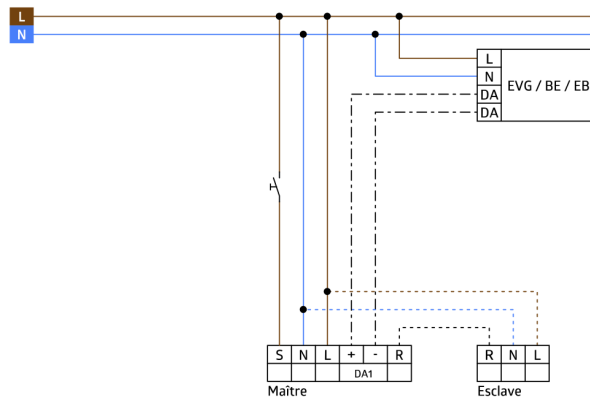 L
N
L
N
EVG / BE / EB
DA
DA
S N L + - R
R N L
DA1
Maître
Esclave